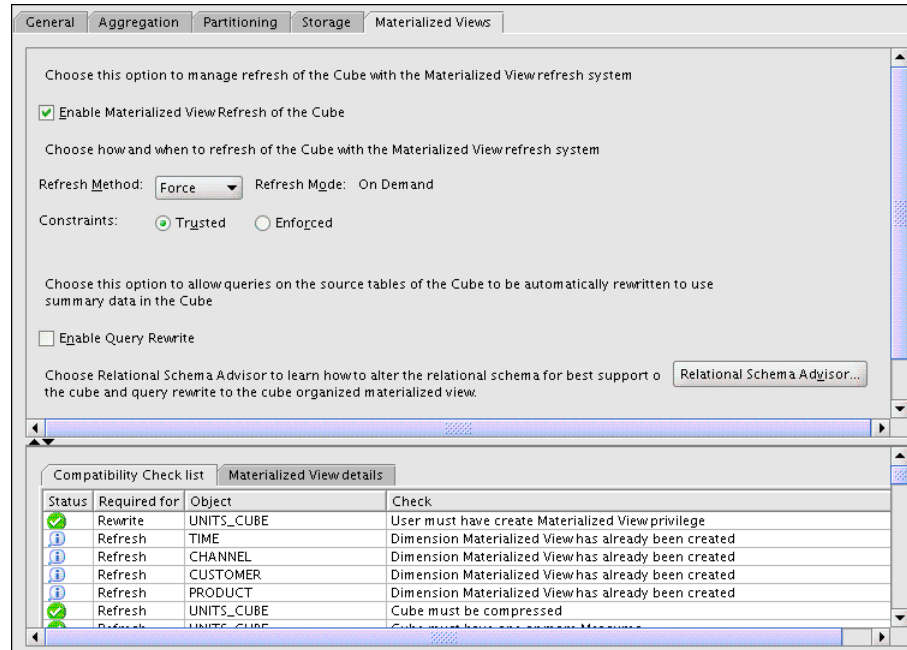 General Aggregation Partitioning Storage Materialized Views
Choose this option to manage refresh of the Cube with the Materialized View refresh system
Enable Materialized View Refresh of the Cube
Choose how and when to refresh of the Cube with the Materialized View refresh system
Refresh Method: Force Refresh Mode: On Demand
Constraints: Trusted Enforced
Choose this option to allow queries on the source tables of the Cube to be automatically rewritten to use
summary data in the Cube
Enable Query Rewrite
Choose Relational Schema Advisor to learn how to alter the relational schema for best support o Relational Schema Advisor...
the cube and query rewrite to the cube organized materialized view.
Compatibility Check list Materialized View details
Status Required for Object Check
Rewrite UNITS_CUBE User must have create Materialized View privilege
Refresh TIME Dimension Materialized View has already been created
Refresh CHANNEL Dimension Materialized View has already been created
Refresh CUSTOMER Dimension Materialized View has already been created
Refresh PRODUCT Dimension Materialized View has already been created
Refresh UNITS_CUBE Cube must be compressed
Refresh UNITS_CUBE Cube must have one or more Measures